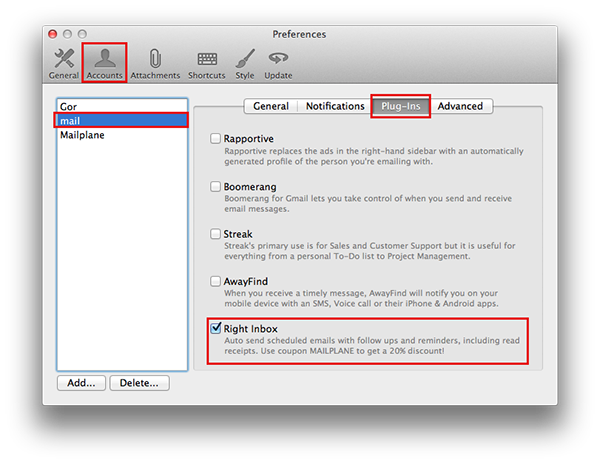 Preferences
General Accounts Attachments Shortcuts Style Update
Gor
mail
Mailplane
General Notifications Plug-Ins Advanced
Rapportive
Rapportive replaces the ads in the right-hand sidebar with an automatically
generated profile of the person you're emailing with.
Boomerang
Boomerang for Gmail lets you take control of when you send and receive
email messages.
Streak
Streak's primary use is for Sales and Customer Support but it is useful for
everything from a personal To-Do list to Project Management.
AwayFind
When you receive a timely message, AwayFind will notify you on your
mobile device with an SMS, Voice call or their iPhone & Android apps.
Right Inbox
Auto send scheduled emails with follow ups and reminders, including read
receipts. Use coupon MAILPLANE to get a 20% discount!
Add... Delete...